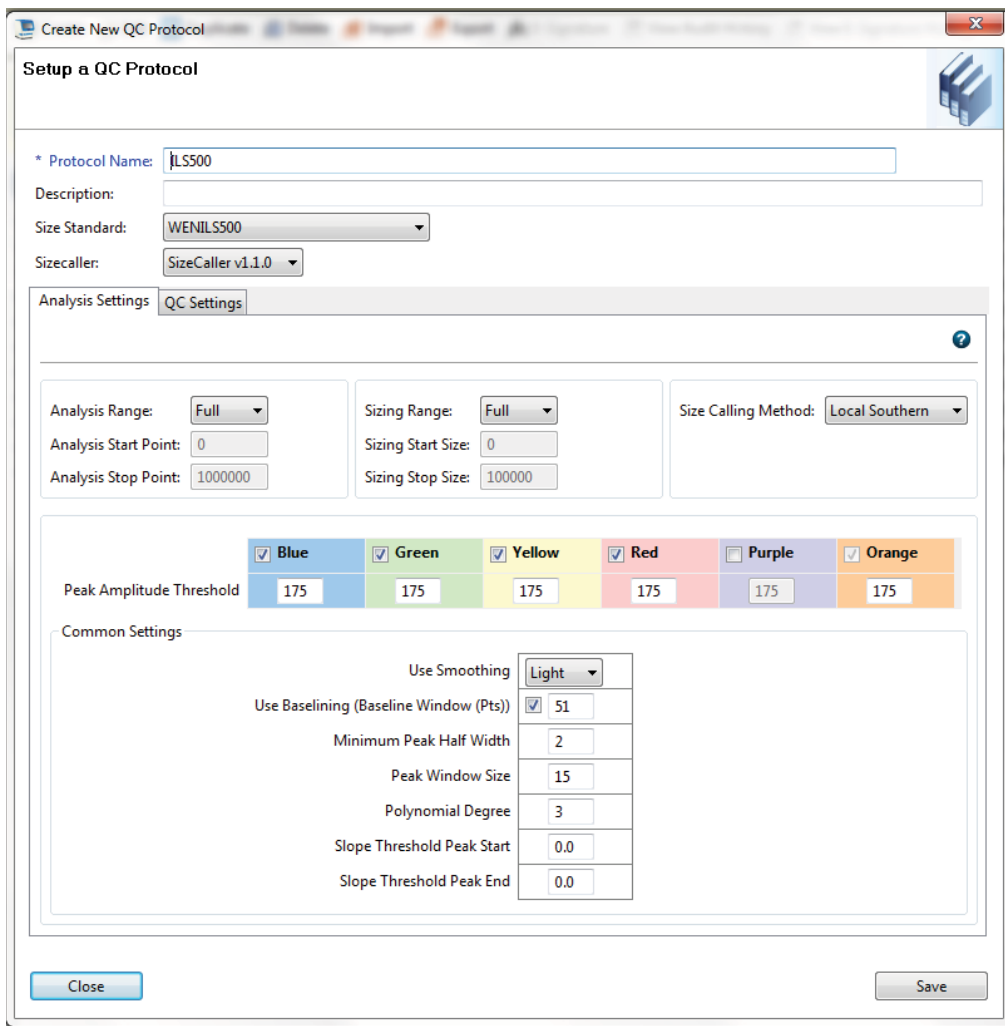 Create New QC Protocol
Setup a QC Protocol
* Protocol Name: ILS500
Description:
Size Standard: WENILS500
Sizecaller: SizeCaller v1.1.0
Analysis Settings QC Settings
?
Analysis Range: Full Sizing Range: Full Size Calling Method: Local Southern
Analysis Start Point: 0 Sizing Start Size: 0
Analysis Stop Point: 1000000 Sizing Stop Size: 100000
Blue Green Yellow Red Purple Orange
Peak Amplitude Threshold 175 175 175 175 175 175
Common Settings
Use Smoothing Light
Use Baselining (Baseline Window (Pts)) 51
Minimum Peak Half Width 2
Peak Window Size 15
Polynomial Degree 3
Slope Threshold Peak Start 0.0
Slope Threshold Peak End 0.0
Close Save